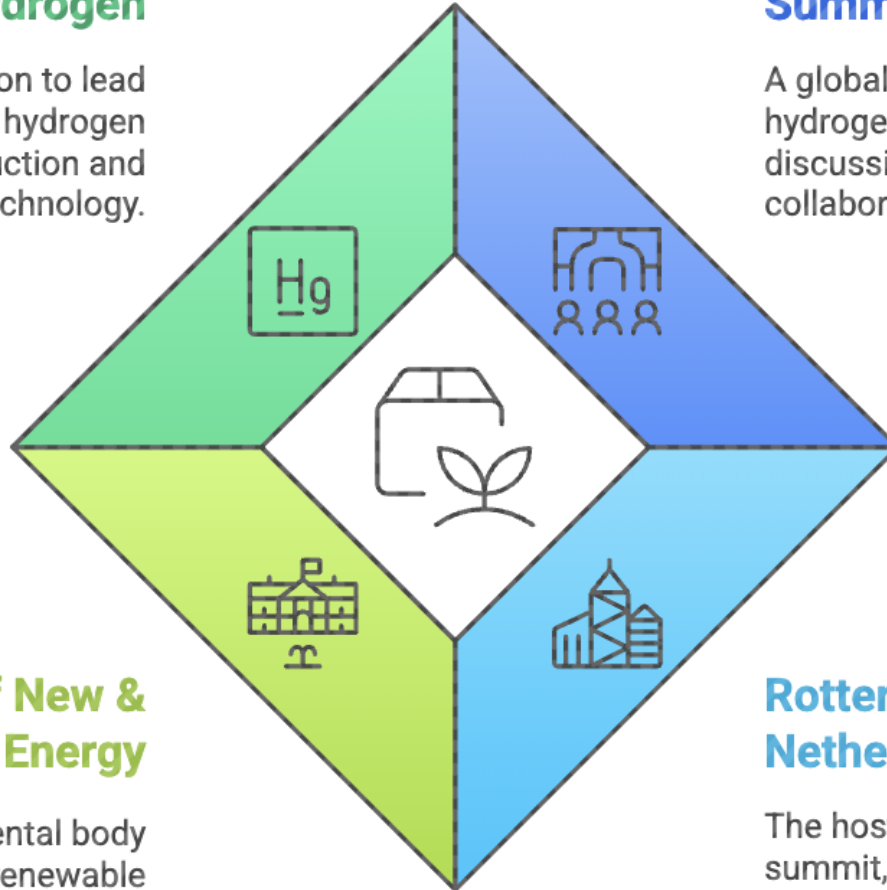 drogen
on to lead
hydrogen
uction and
chnology.
Summ
A global
hydroge
discussi
collabor
Hg
f New &
Energy
ental body
enewable
Rotter
Nethe
The hos
summit,